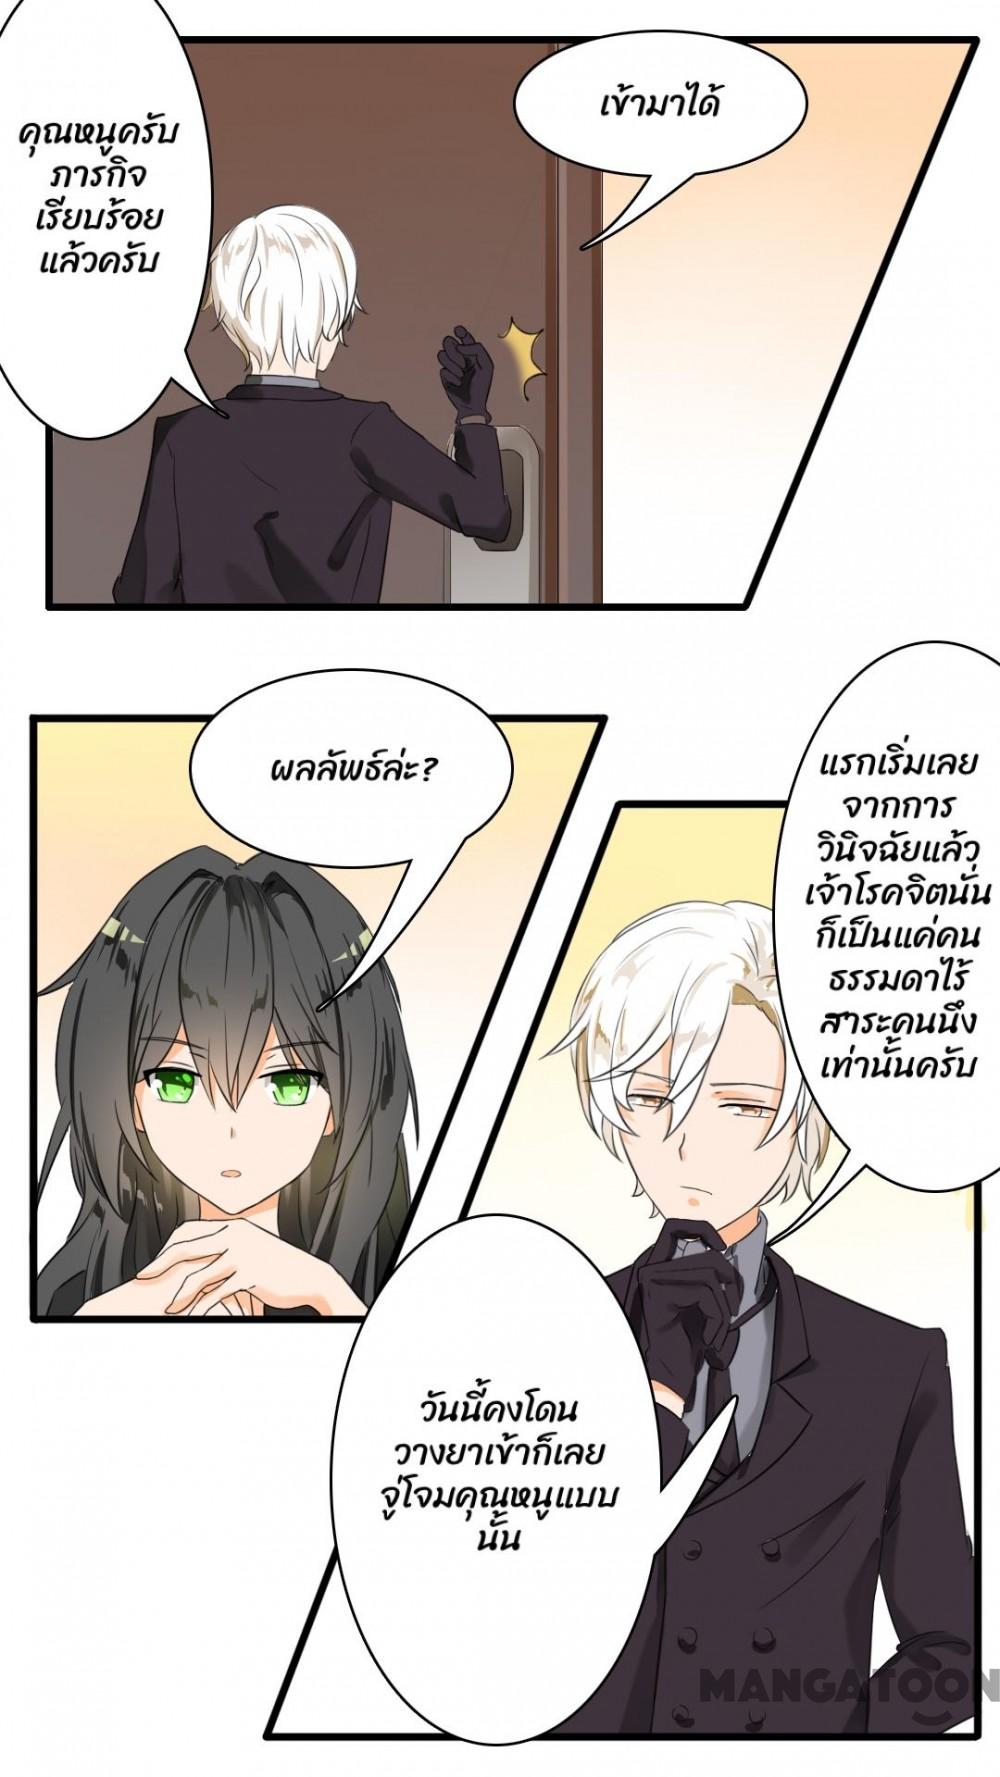 คุณหนูครับ
ภารกิจ
เรียบร้อย
แล้วครับ
เข้ามาได้
ผลลัพธ์ล่ะ?
แรกเริ่มเลย
จากการ
วินิจฉัยแล้ว
เจ้าโรคจิตนั่น
ก็เป็นแค่คน
ธรรมดาไร้
สาระคนนึง
เท่านั้นครับ
วันนี้คงโดน
วางยาเข้าก็เลย
จู่โจมคุณหนูแบบ
นั้น
MANGATOON